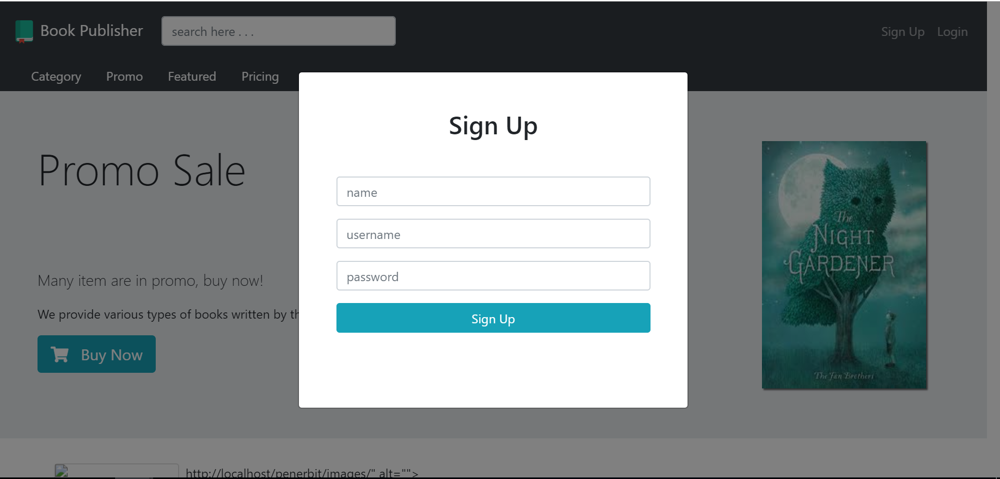 Book Publisher
search here . . .
Sign Up
Login
Category
Promo
Featured
Pricing
Sign Up
name
username
password
Sign Up
Promo Sale
Many item are in promo, buy now!
We provide various types of books written by th
Buy Now
The
NIGHT
GARDENER
The Fan Brothers
http://localhost/penerbit/images/" alt="">